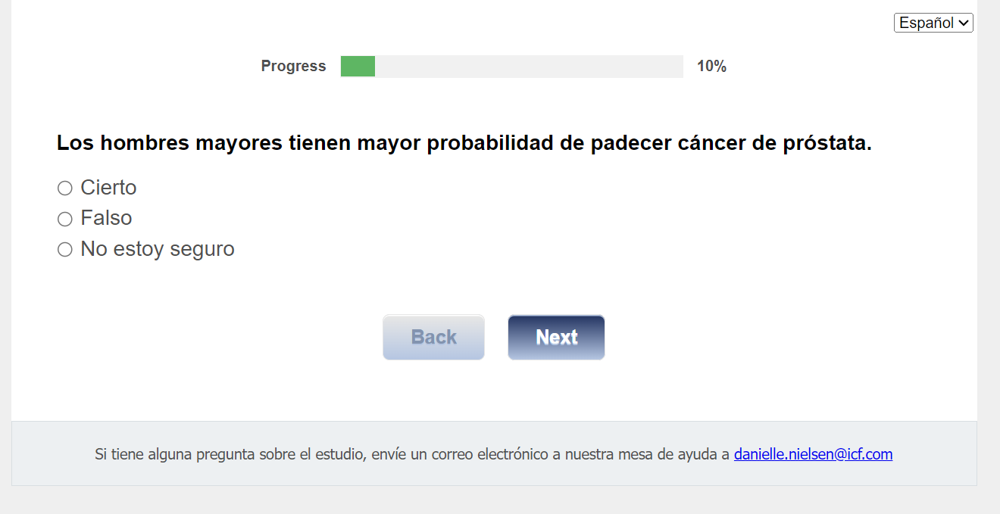 Español
Progress 10%
Los hombres mayores tienen mayor probabilidad de padecer cáncer de próstata.
Cierto
Falso
No estoy seguro
Back Next
Si tiene alguna pregunta sobre el estudio, envíe un correo electrónico a nuestra mesa de ayuda a danielle.nielsen@icf.com